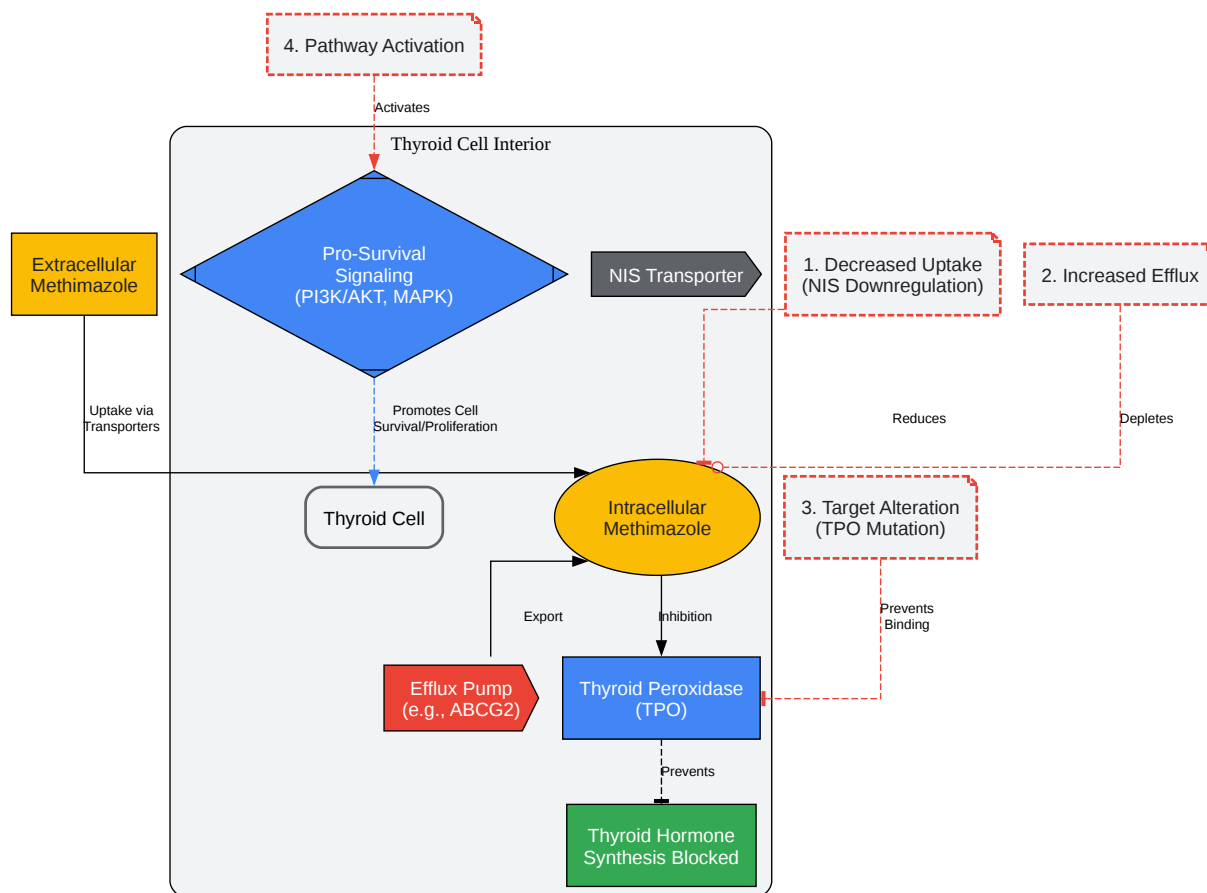 4. Pathway Activation
Activates
Thyroid Cell Interior
Extracellular
Methimazole
Pro-Survival
Signaling
(PI3K/AKT, MAPK)
NIS Transporter
1. Decreased Uptake
(NIS Downregulation)
2. Increased Efflux
Uptake via
Transporters
Promotes Cell
Survival/Proliferation
Reduces
Depletes
Thyroid Cell
Intracellular
Methimazole
3. Target Alteration
(TPO Mutation)
Export
Inhibition
Prevents
Binding
Efflux Pump
(e.g., ABCG2)
Thyroid Peroxidase
(TPO)
Prevents
Thyroid Hormone
Synthesis Blocked